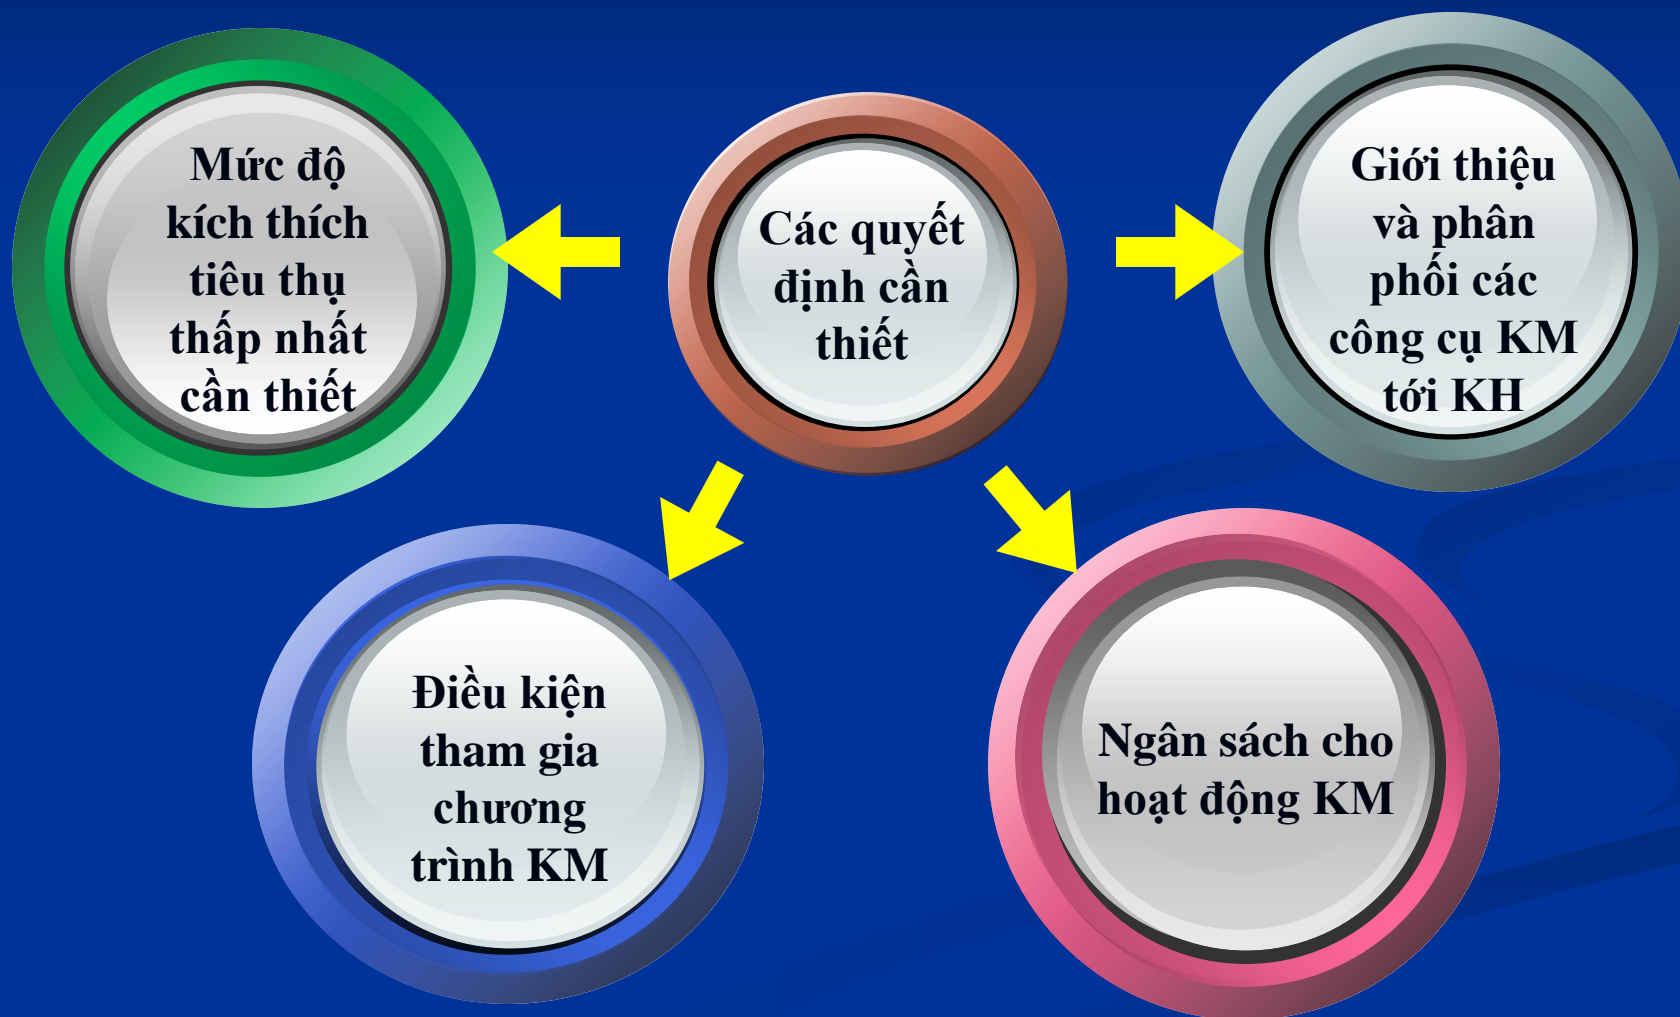 Mức độ
kích thích
tiêu thụ
thấp nhất
cần thiết
Các quyết
định cần
thiết
Giới thiệu
và phân
phối các
công cụ KM
tới KH
Điều kiện
tham gia
chương
trình KM
Ngân sách cho
hoạt động KM